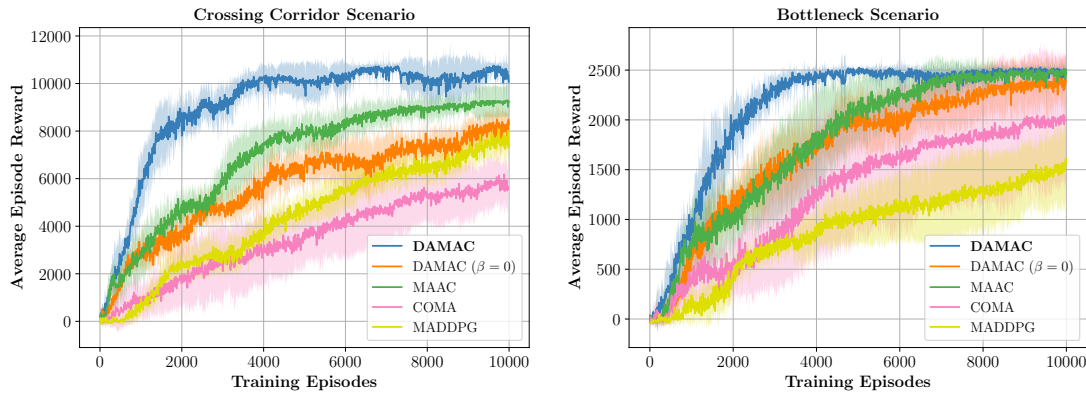 Crossing Corridor Scenario
12000
10000
8000
6000
4000
2000
0
Average Episode Reward
0 2000 4000 6000 8000 10000
Training Episodes
DAMAC
DAMAC (β = 0)
MAAC
COMA
MADDPG
Bottleneck Scenario
2500
2000
1500
1000
500
0
Average Episode Reward
0 2000 4000 6000 8000 10000
Training Episodes
DAMAC
DAMAC (β = 0)
MAAC
COMA
MADDPG